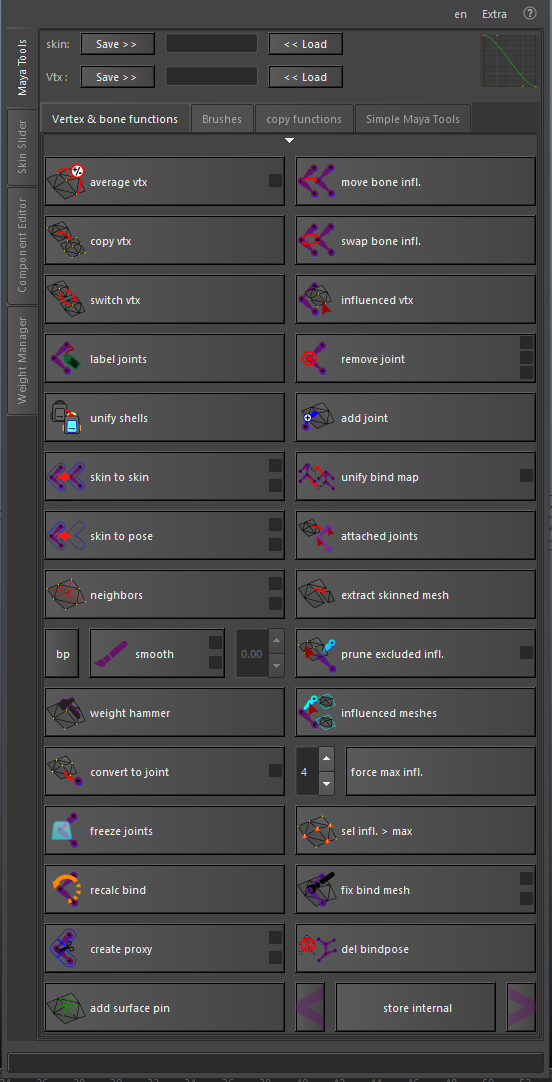 en Extra ?
skin: Save >> << Load
Vtx : Save >> << Load
Maya Tools
Skin Slider
Component Editor
Weight Manager
Vertex & bone functions Brushes copy functions Simple Maya Tools
average vtx move bone infl.
copy vtx swap bone infl.
switch vtx influenced vtx
label joints remove joint
unify shells add joint
skin to skin unify bind map
skin to pose attached joints
neighbors extract skinned mesh
bp smooth 0.00 prune excluded infl.
weight hammer influenced meshes
convert to joint 4 force max infl.
freeze joints sel infl. > max
recalc bind fix bind mesh
create proxy del bindpose
add surface pin store internal